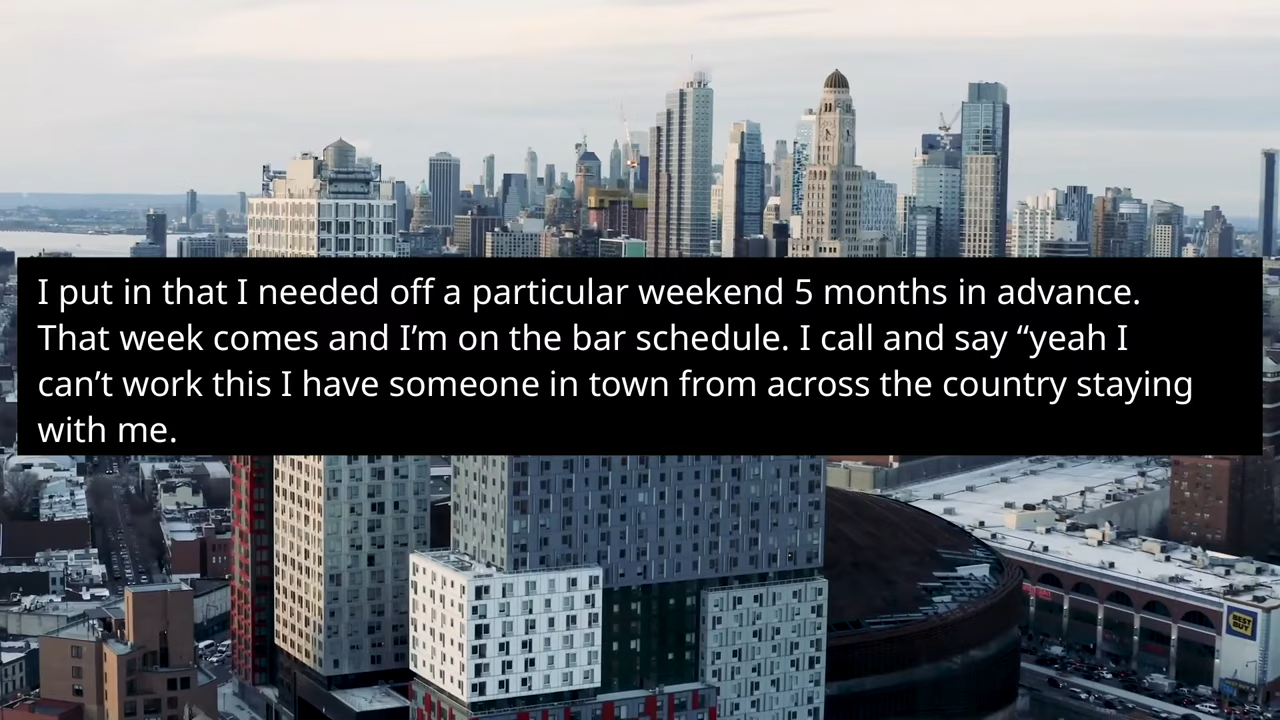 I put in that I needed off a particular weekend 5 months in advance.
That week comes and I’m on the bar schedule. I call and say “yeah I
can’t work this I have someone in town from across the country staying
with me.
BEST
BUY